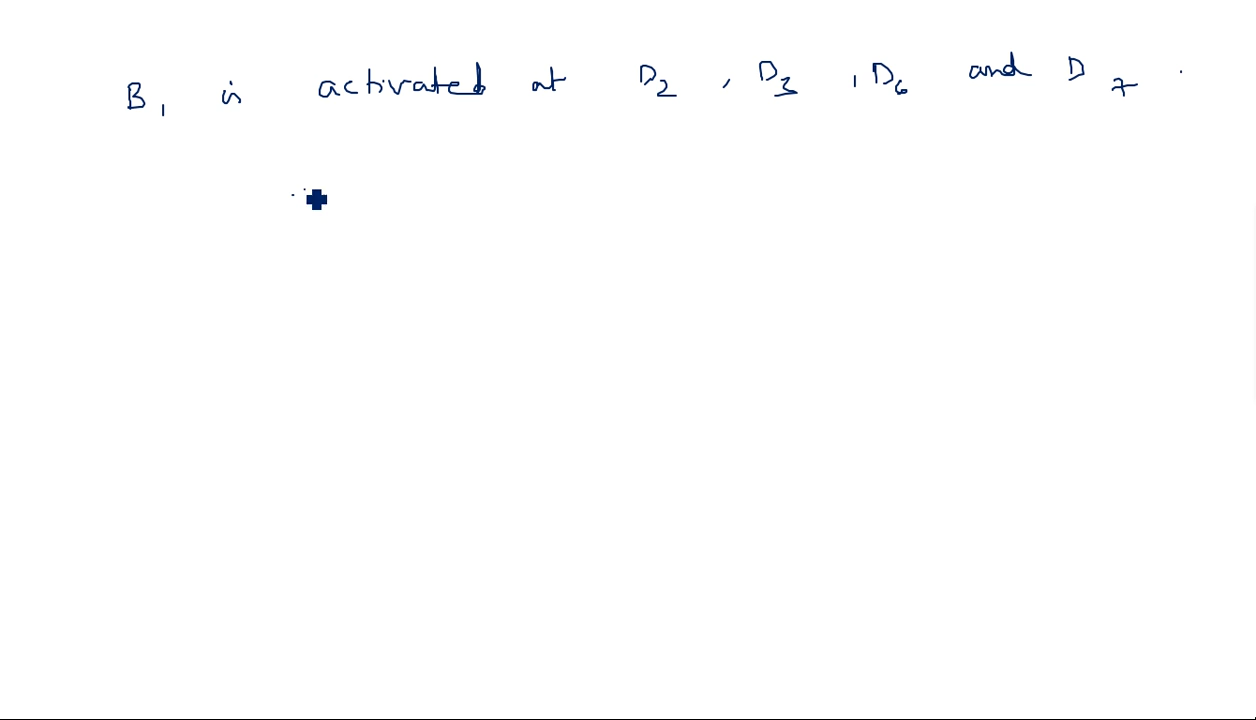 B₁ is activated at D₂, D₃, D₆ and D₇.